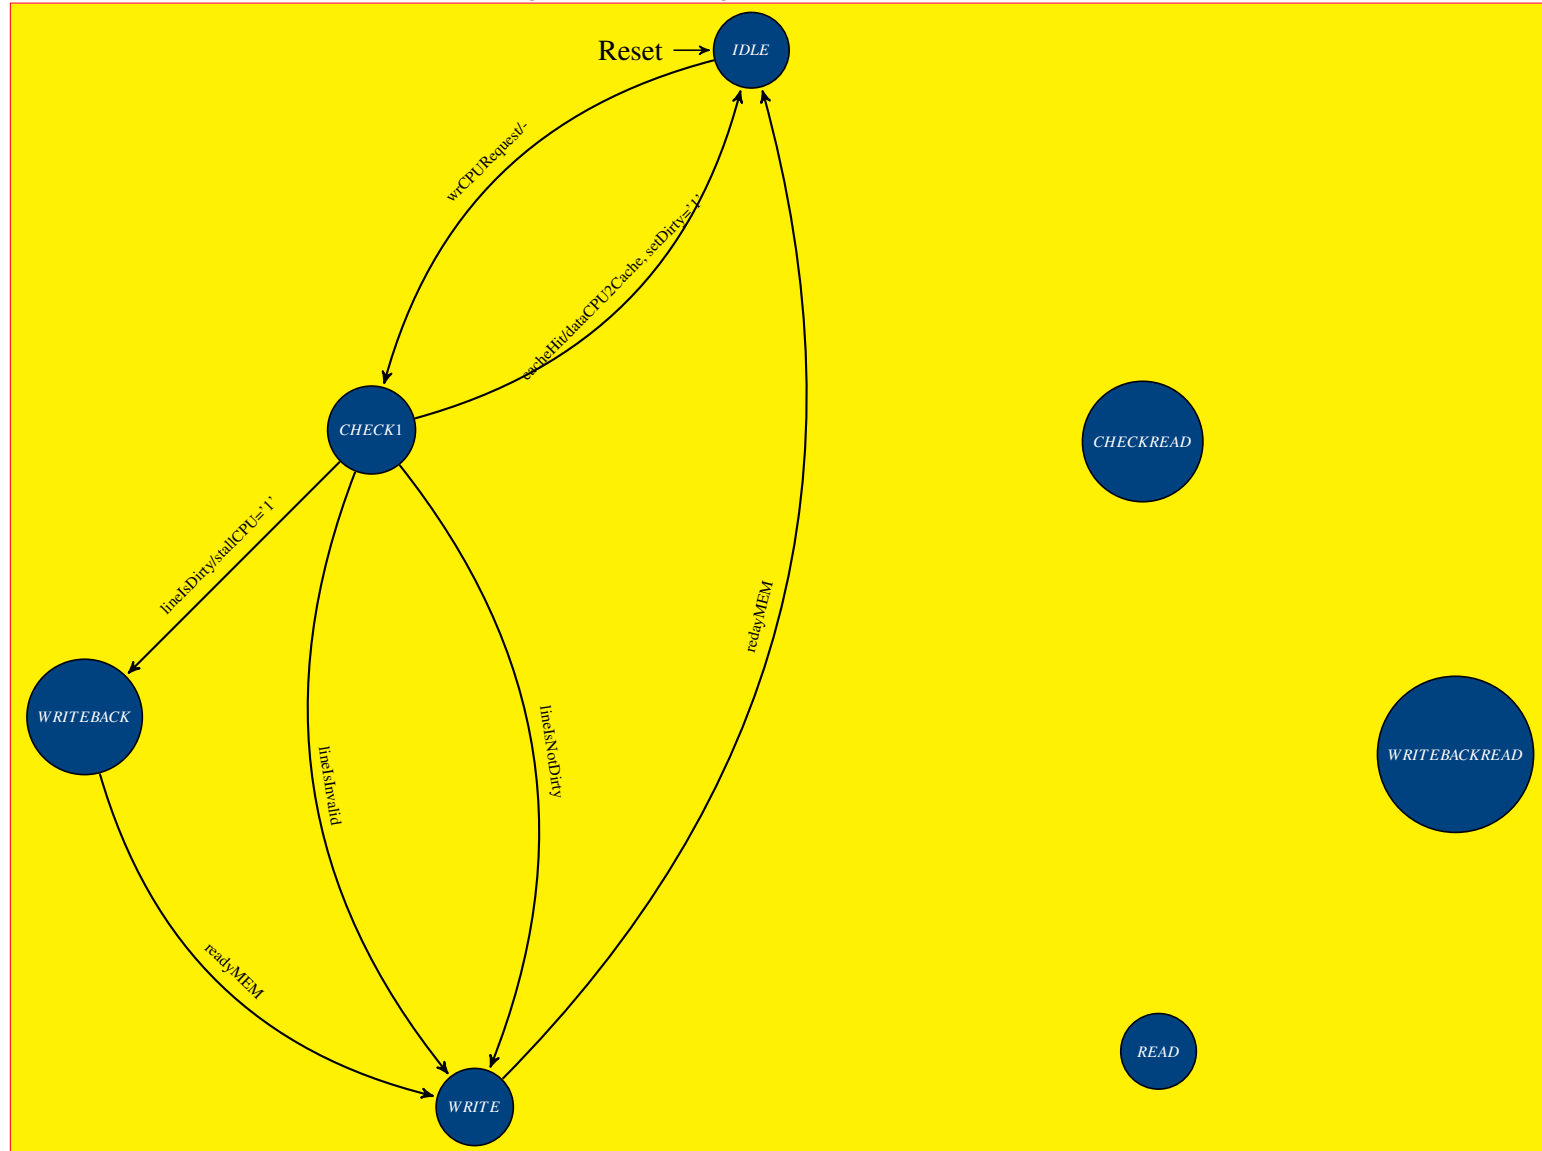 Reset
IDLE
wrCPURequest/-
cacheHit/dataCPU2Cache, setDirty='1'
CHECK1
CHECKREAD
lineIsDirty/stallCPU='1'
redayMEM
WRITEBACK
lineIsInvalid
lineIsNotDirty
WRITEBACKREAD
readyMEM
READ
WRITE